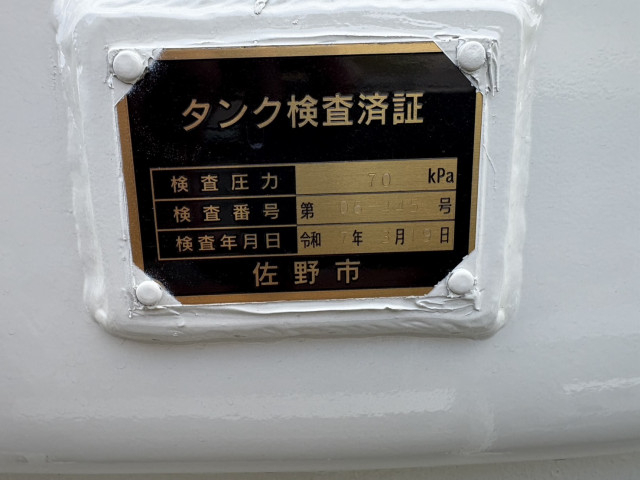 タンク検査済証
検査圧力 70 kPa
検査番号 第 号
検査年月日 令和 7年 月 日
佐野市